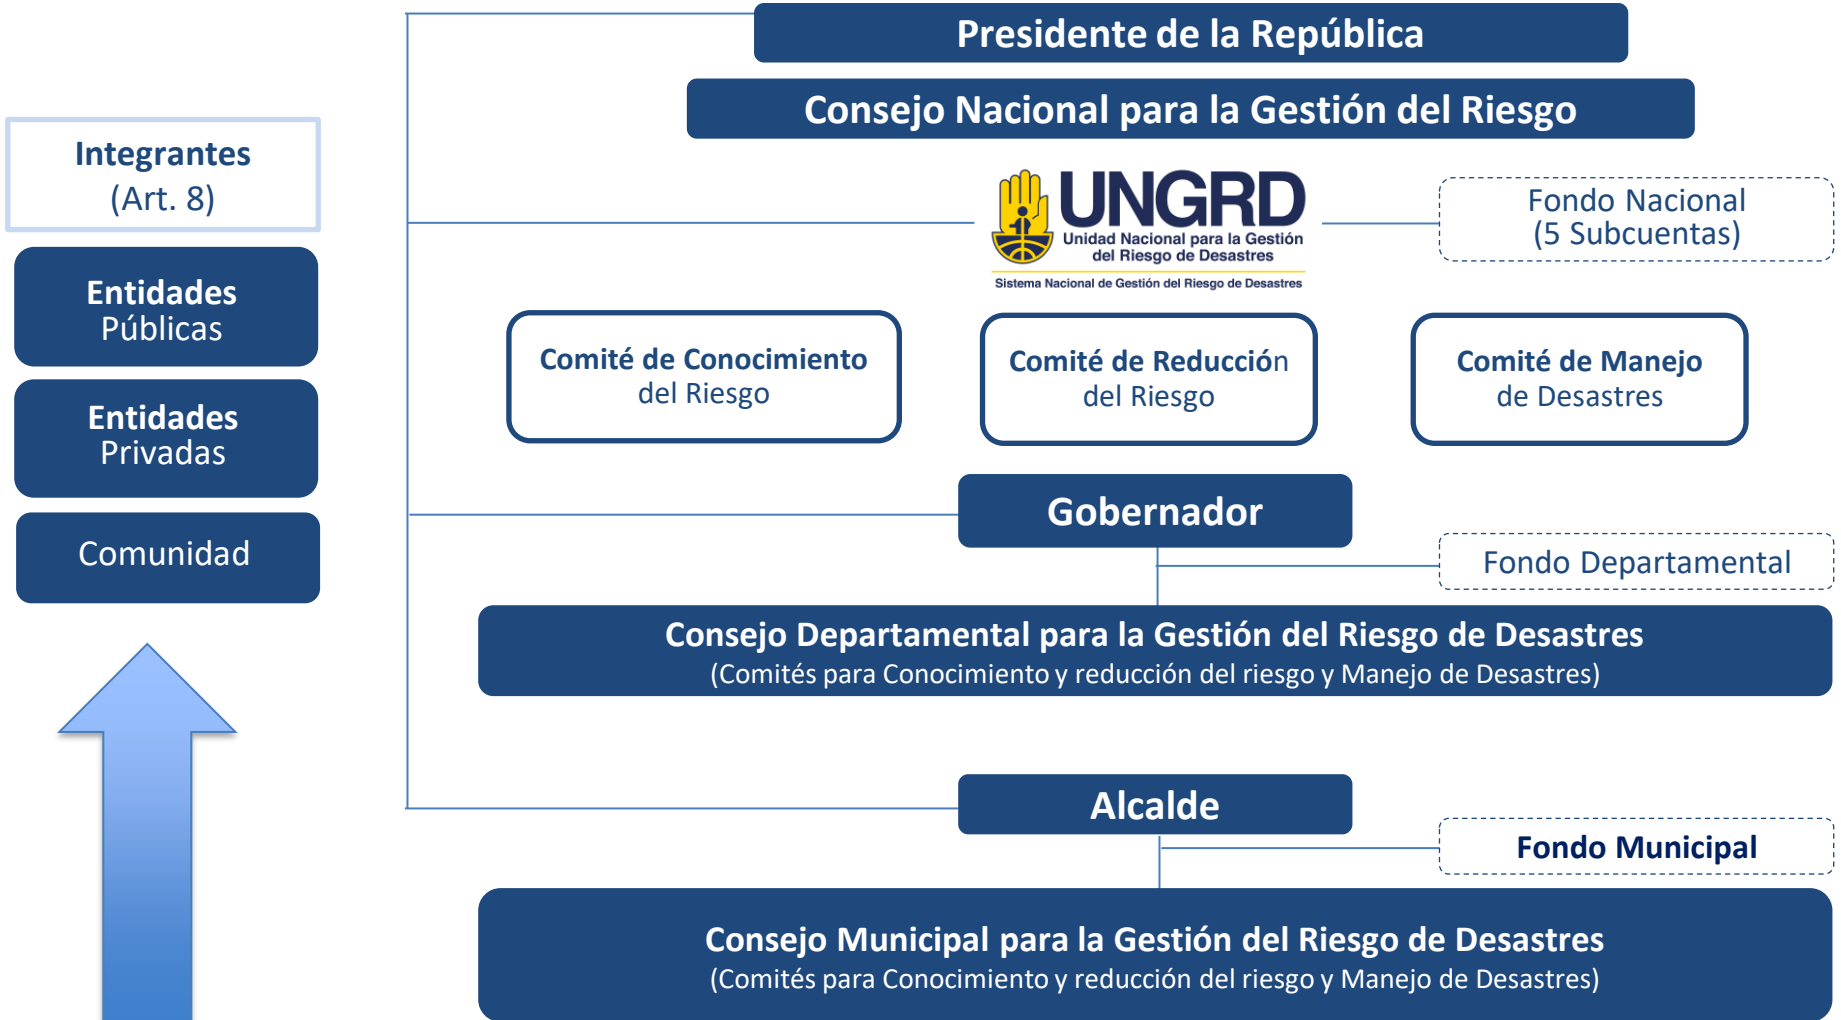 Presidente de la República
Consejo Nacional para la Gestión del Riesgo
Integrantes
(Art. 8)
Entidades
Públicas
Entidades
Privadas
Comunidad
UNGRD
Unidad Nacional para la Gestión
del Riesgo de Desastres
Sistema Nacional de Gestión del Riesgo de Desastres
Fondo Nacional
(5 Subcuentas)
Comité de Conocimiento
del Riesgo
Comité de Reducción
del Riesgo
Comité de Manejo
de Desastres
Gobernador
Fondo Departamental
Consejo Departamental para la Gestión del Riesgo de Desastres
(Comités para Conocimiento y reducción del riesgo y Manejo de Desastres)
Alcalde
Fondo Municipal
Consejo Municipal para la Gestión del Riesgo de Desastres
(Comités para Conocimiento y reducción del riesgo y Manejo de Desastres)